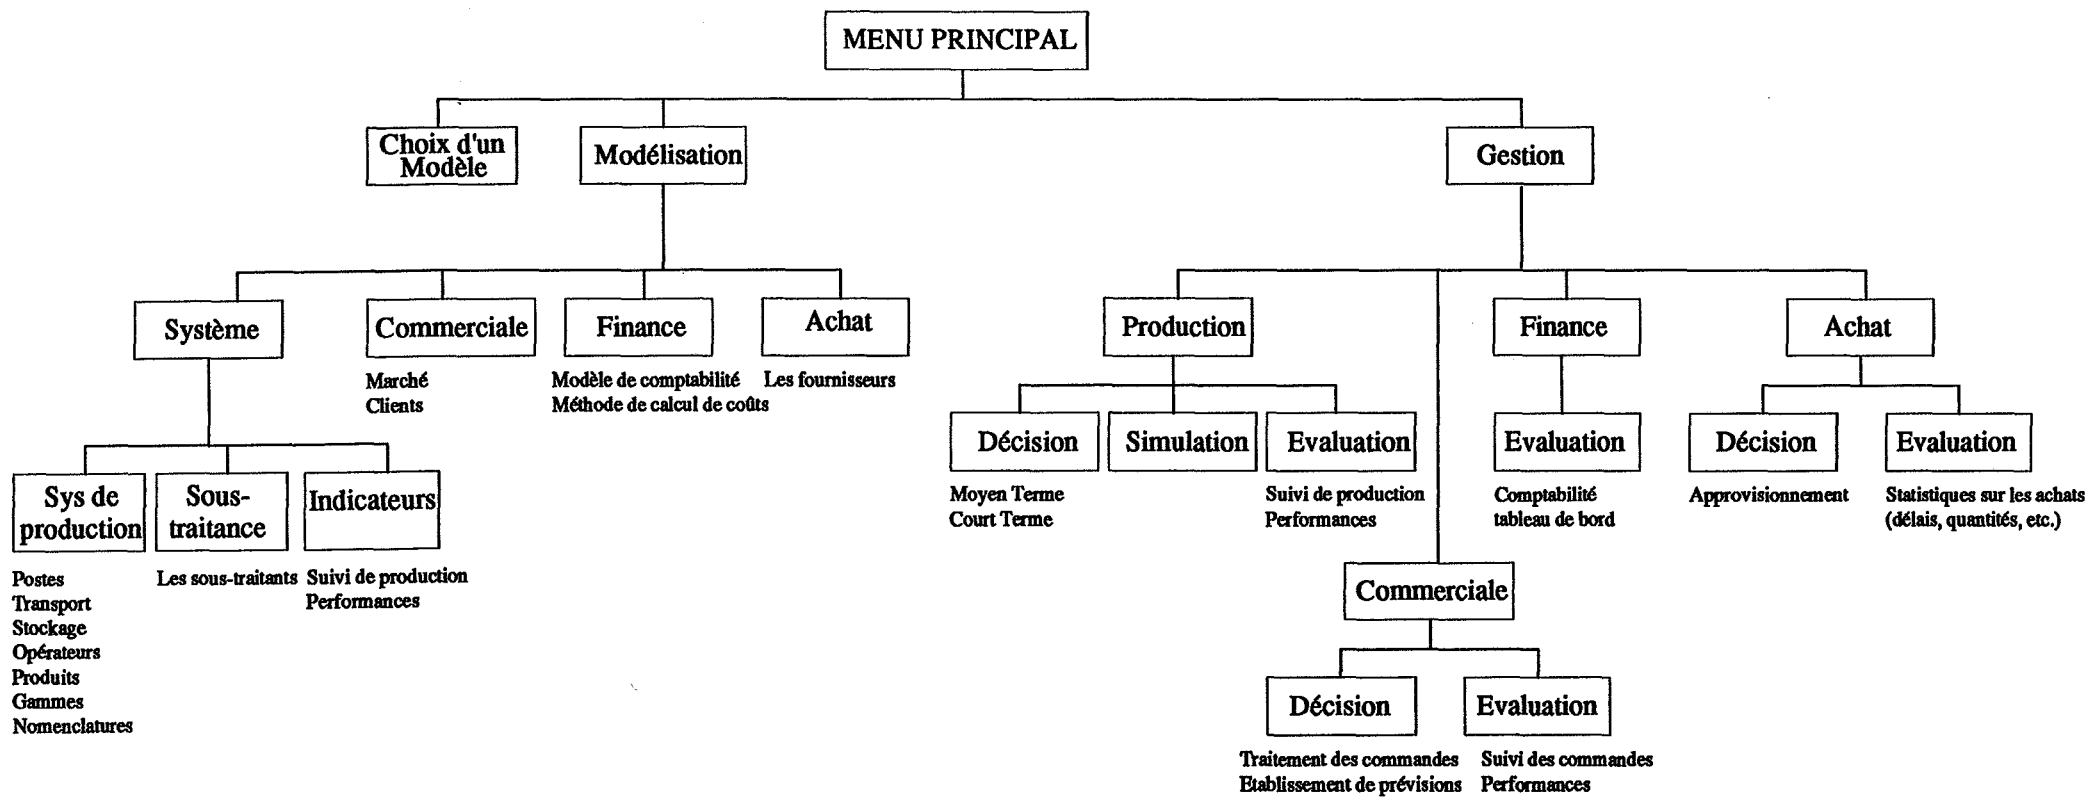 MENU PRINCIPAL
Choix d'un
Modèle
Modélisation
Gestion
Système
Commerciale
Finance
Achat
Production
Finance
Achat
Marché
Clients
Modèle de comptabilité
Méthode de calcul de coûts
Les fournisseurs
Décision
Simulation
Evaluation
Evaluation
Décision
Evaluation
Sys de
production
Sous-
traitance
Indicateurs
Moyen Terme
Court Terme
Suivi de production
Performances
Comptabilité
tableau de bord
Approvisionnement
Statistiques sur les achats
(délais, quantités, etc.)
Postes
Transport
Stockage
Opérateurs
Produits
Gammes
Nomenclatures
Les sous-traitants
Suivi de production
Performances
Commerciale
Décision
Evaluation
Traitement des commandes
Etablissement de prévisions
Suivi des commandes
Performances